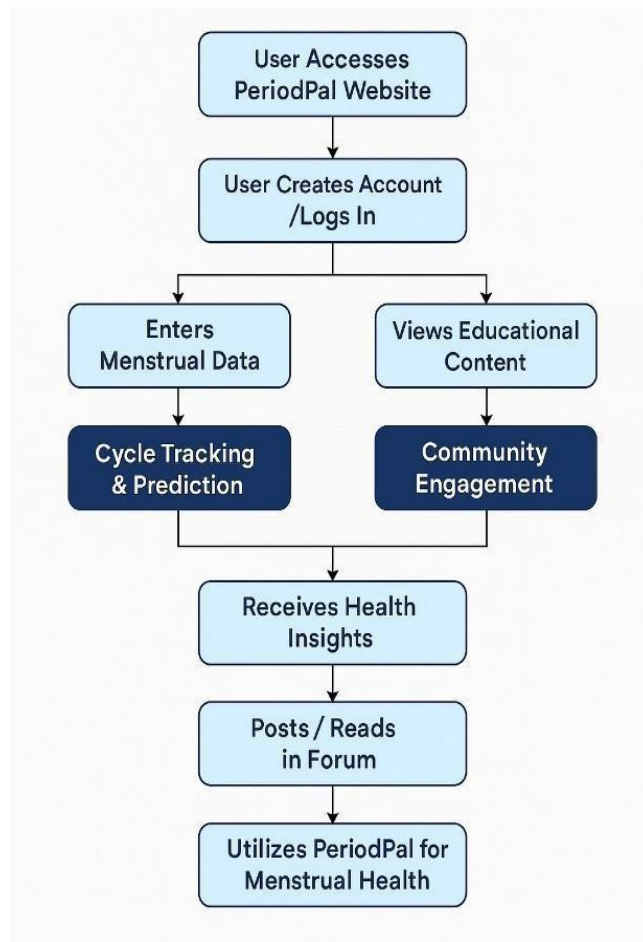 User Accesses
PeriodPal Website
User Creates Account
/Logs In
Enters
Menstrual Data
Views Educational
Content
Cycle Tracking
& Prediction
Community
Engagement
Receives Health
Insights
Posts / Reads
in Forum
Utilizes PeriodPal for
Menstrual Health